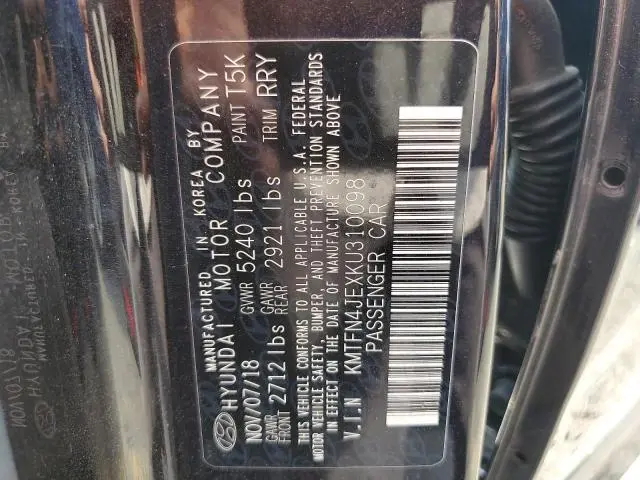 MANUFACTURED IN KOREA BY
HYUNDAI MOTOR COMPANY
NOV/07/18 GVWR 5240 lbs PAINT T5K
GAWR FRONT 2712 lbs GAWR REAR 2921 lbs TRIM RRY
THIS VEHICLE CONFORMS TO ALL APPLICABLE U.S.A. FEDERAL
MOTOR VEHICLE SAFETY, BUMPER, AND THEFT PREVENTION STANDARDS
IN EFFECT ON THE DATE OF MANUFACTURE SHOWN ABOVE
V.I.N KMTFN4JEXKU310098
PASSENGER CAR